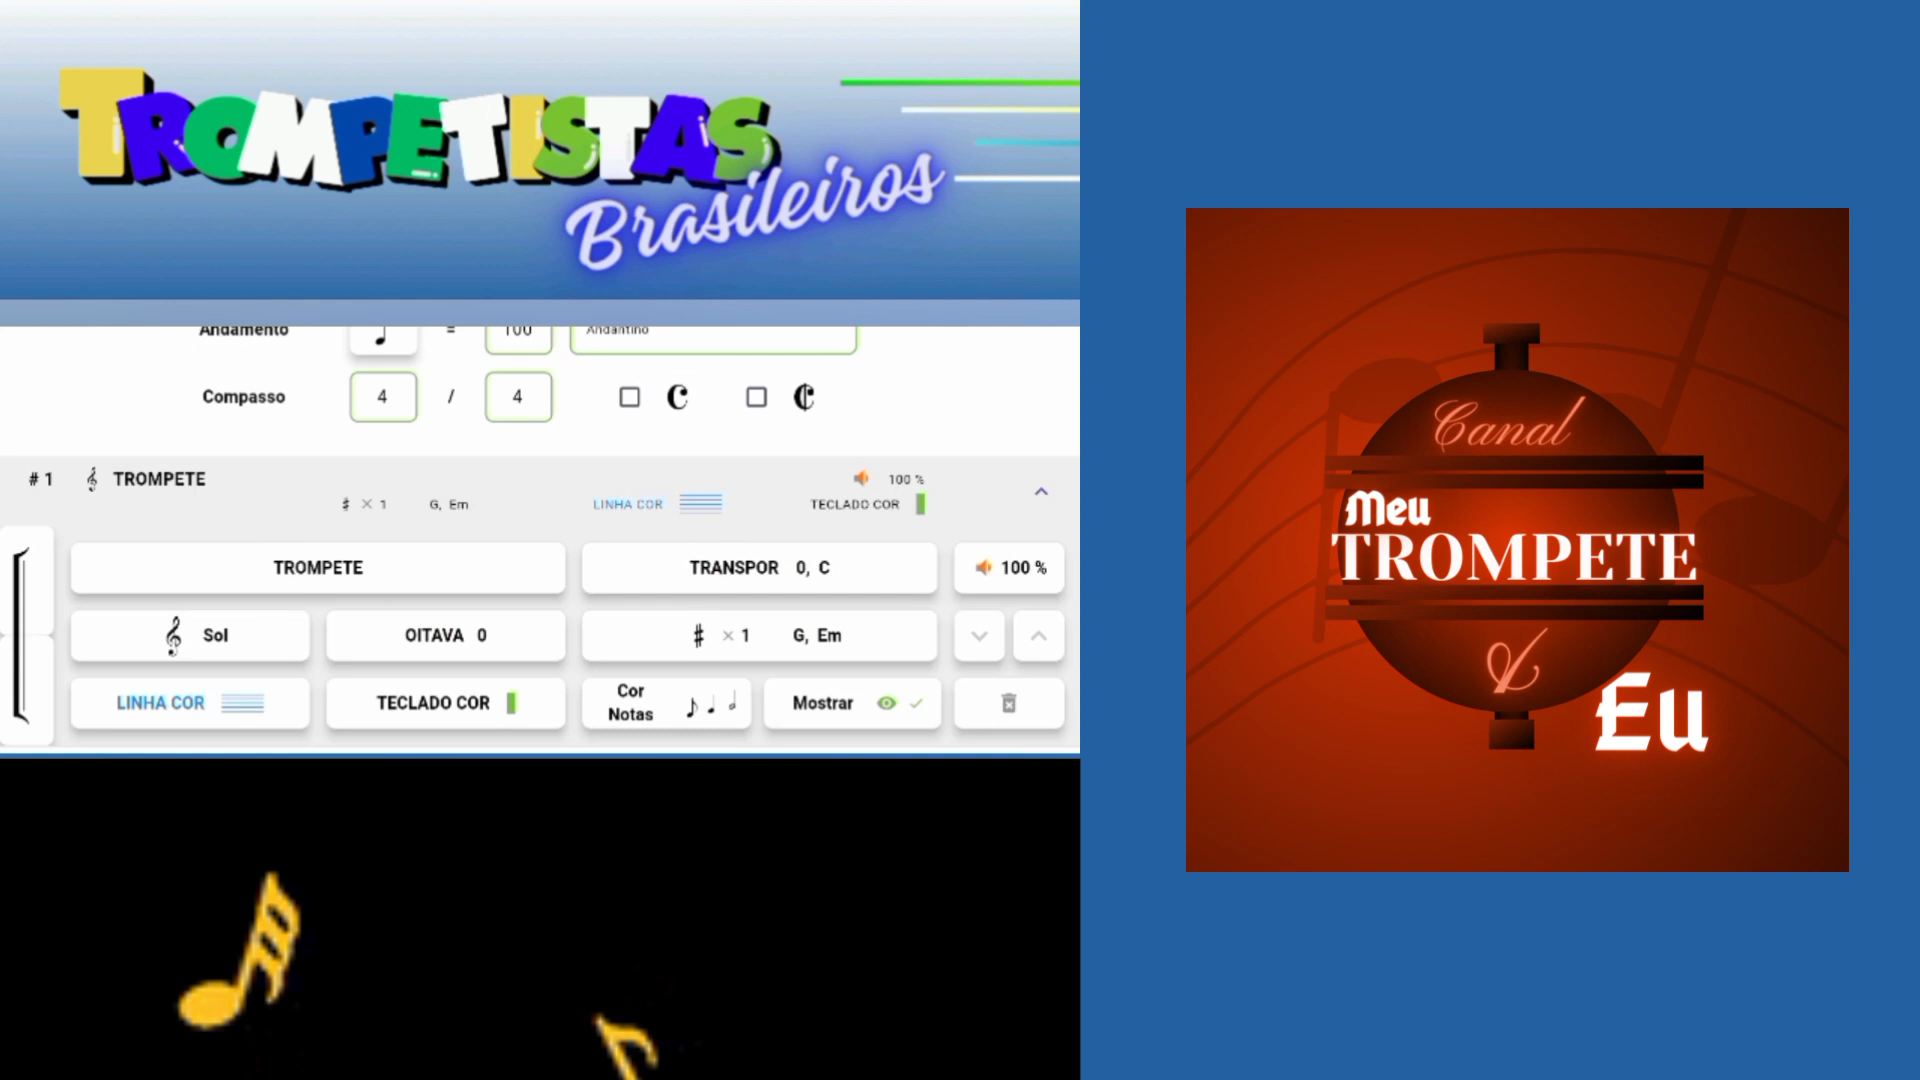 TROMPETISTAS
Brasileiros
Andamento = 100 Andantino
Compasso 4 / 4
# 1 TROMPETE 100 %
× 1 G, Em LINHA COR TECLADO COR
TROMPETE TRANSPOR 0, C 100 %
Sol OITAVA 0 × 1 G, Em
LINHA COR TECLADO COR Cor Notas Mostrar
Canal
Meu
TROMPETE
&
Eu